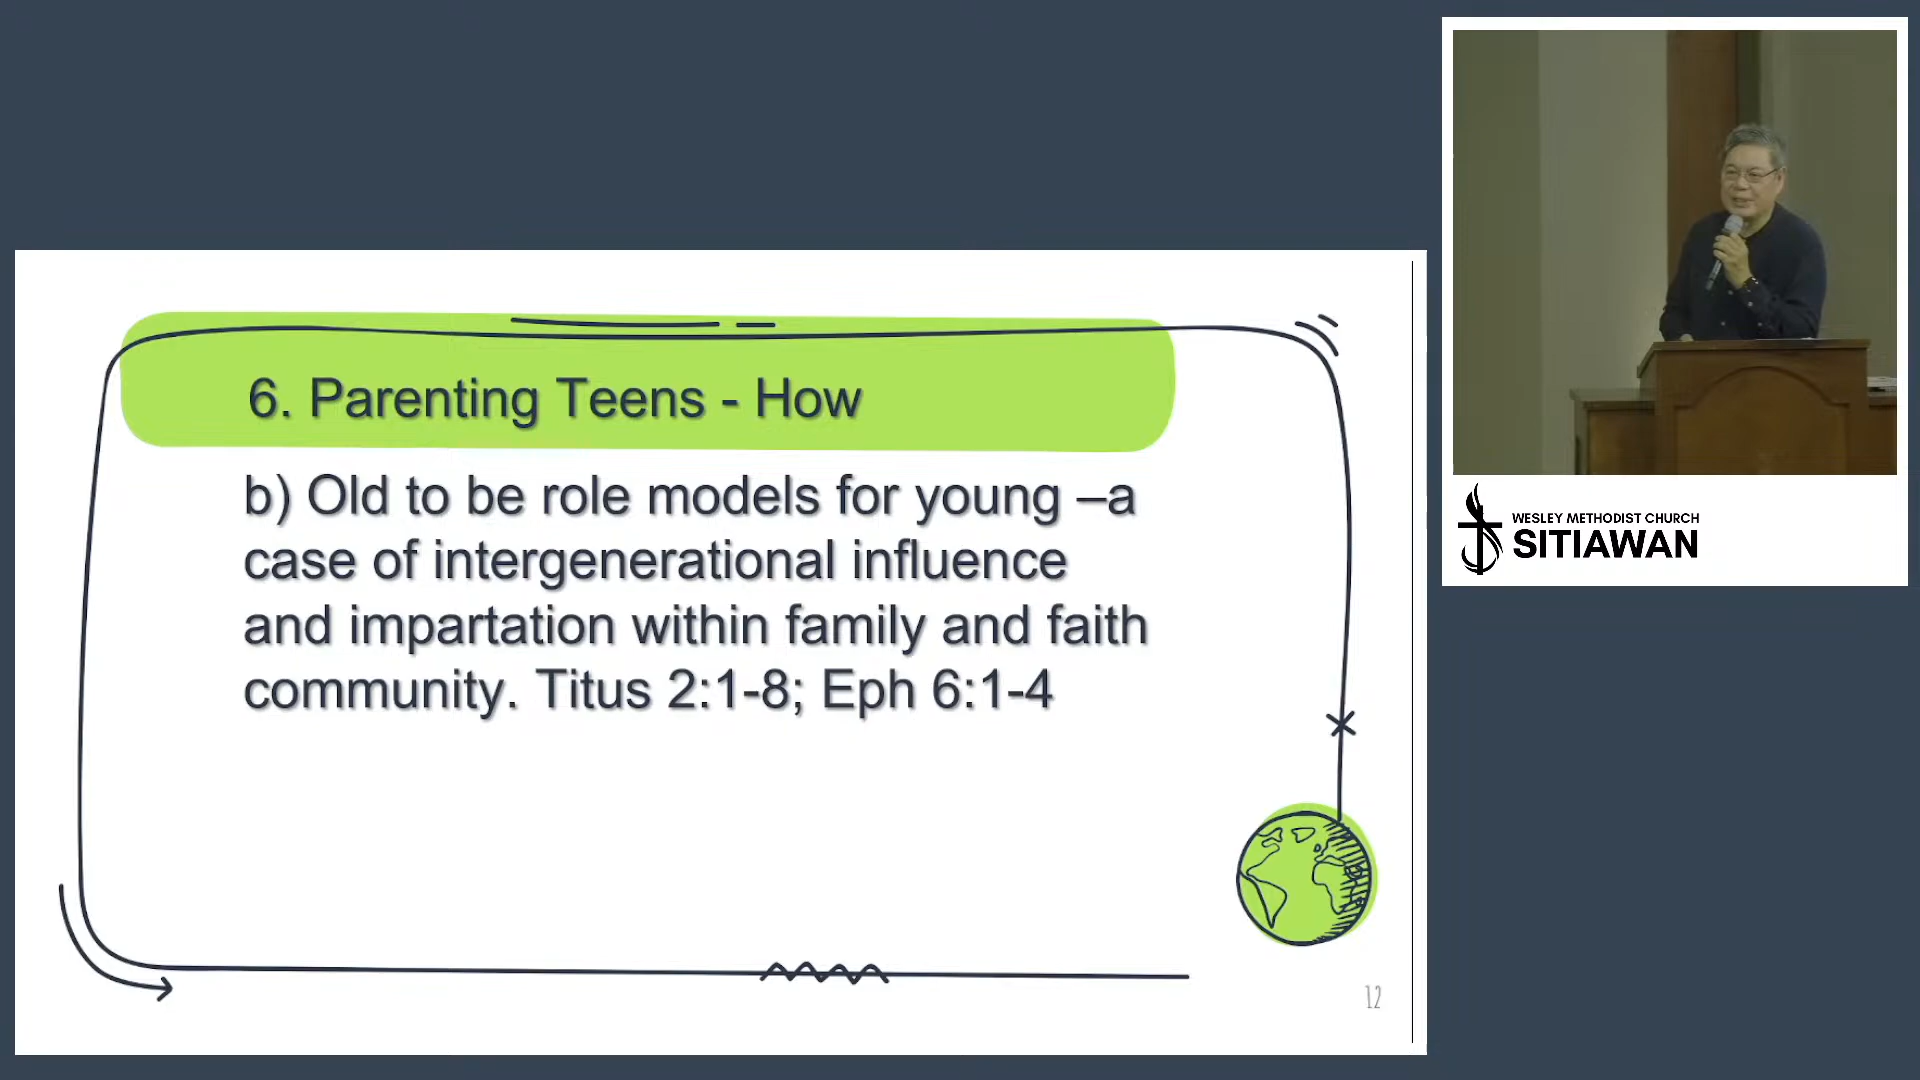 6. Parenting Teens - How
b) Old to be role models for young –a
case of intergenerational influence
and impartation within family and faith
community. Titus 2:1-8; Eph 6:1-4
12
WESLEY METHODIST CHURCH
SITIAWAN